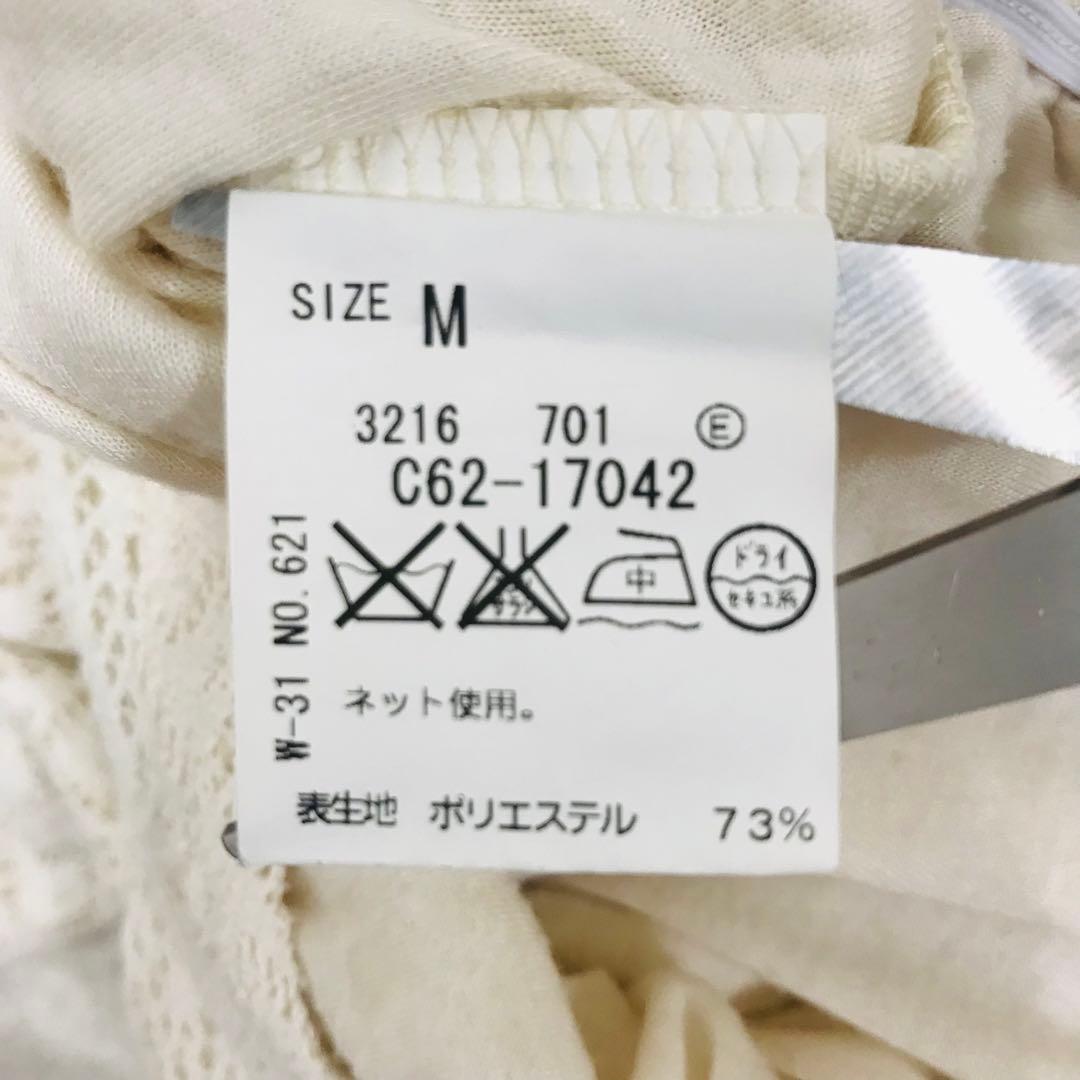 SIZE M
3216 701 Ⓔ
C62-17042
W-31 NO.621
中
ドライ
セキユ系
ネット使用。
表生地 ポリエステル 73%